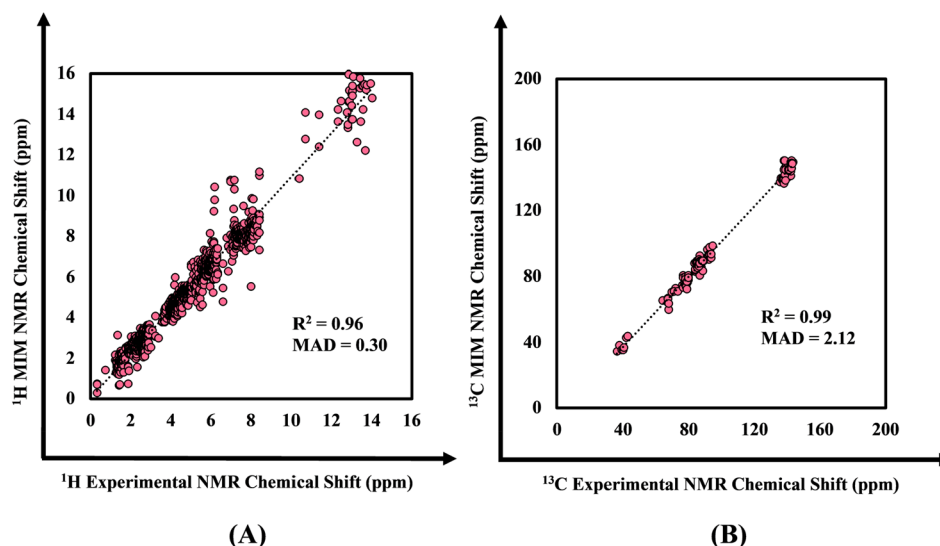 ¹H MIM NMR Chemical Shift (ppm)
16
14
12
10
8
6
4
2
0
R² = 0.96
MAD = 0.30
0 2 4 6 8 10 12 14 16
¹H Experimental NMR Chemical Shift (ppm)
(A)
¹³C MIM NMR Chemical Shift (ppm)
200
160
120
80
40
0
R² = 0.99
MAD = 2.12
0 40 80 120 160 200
¹³C Experimental NMR Chemical Shift (ppm)
(B)